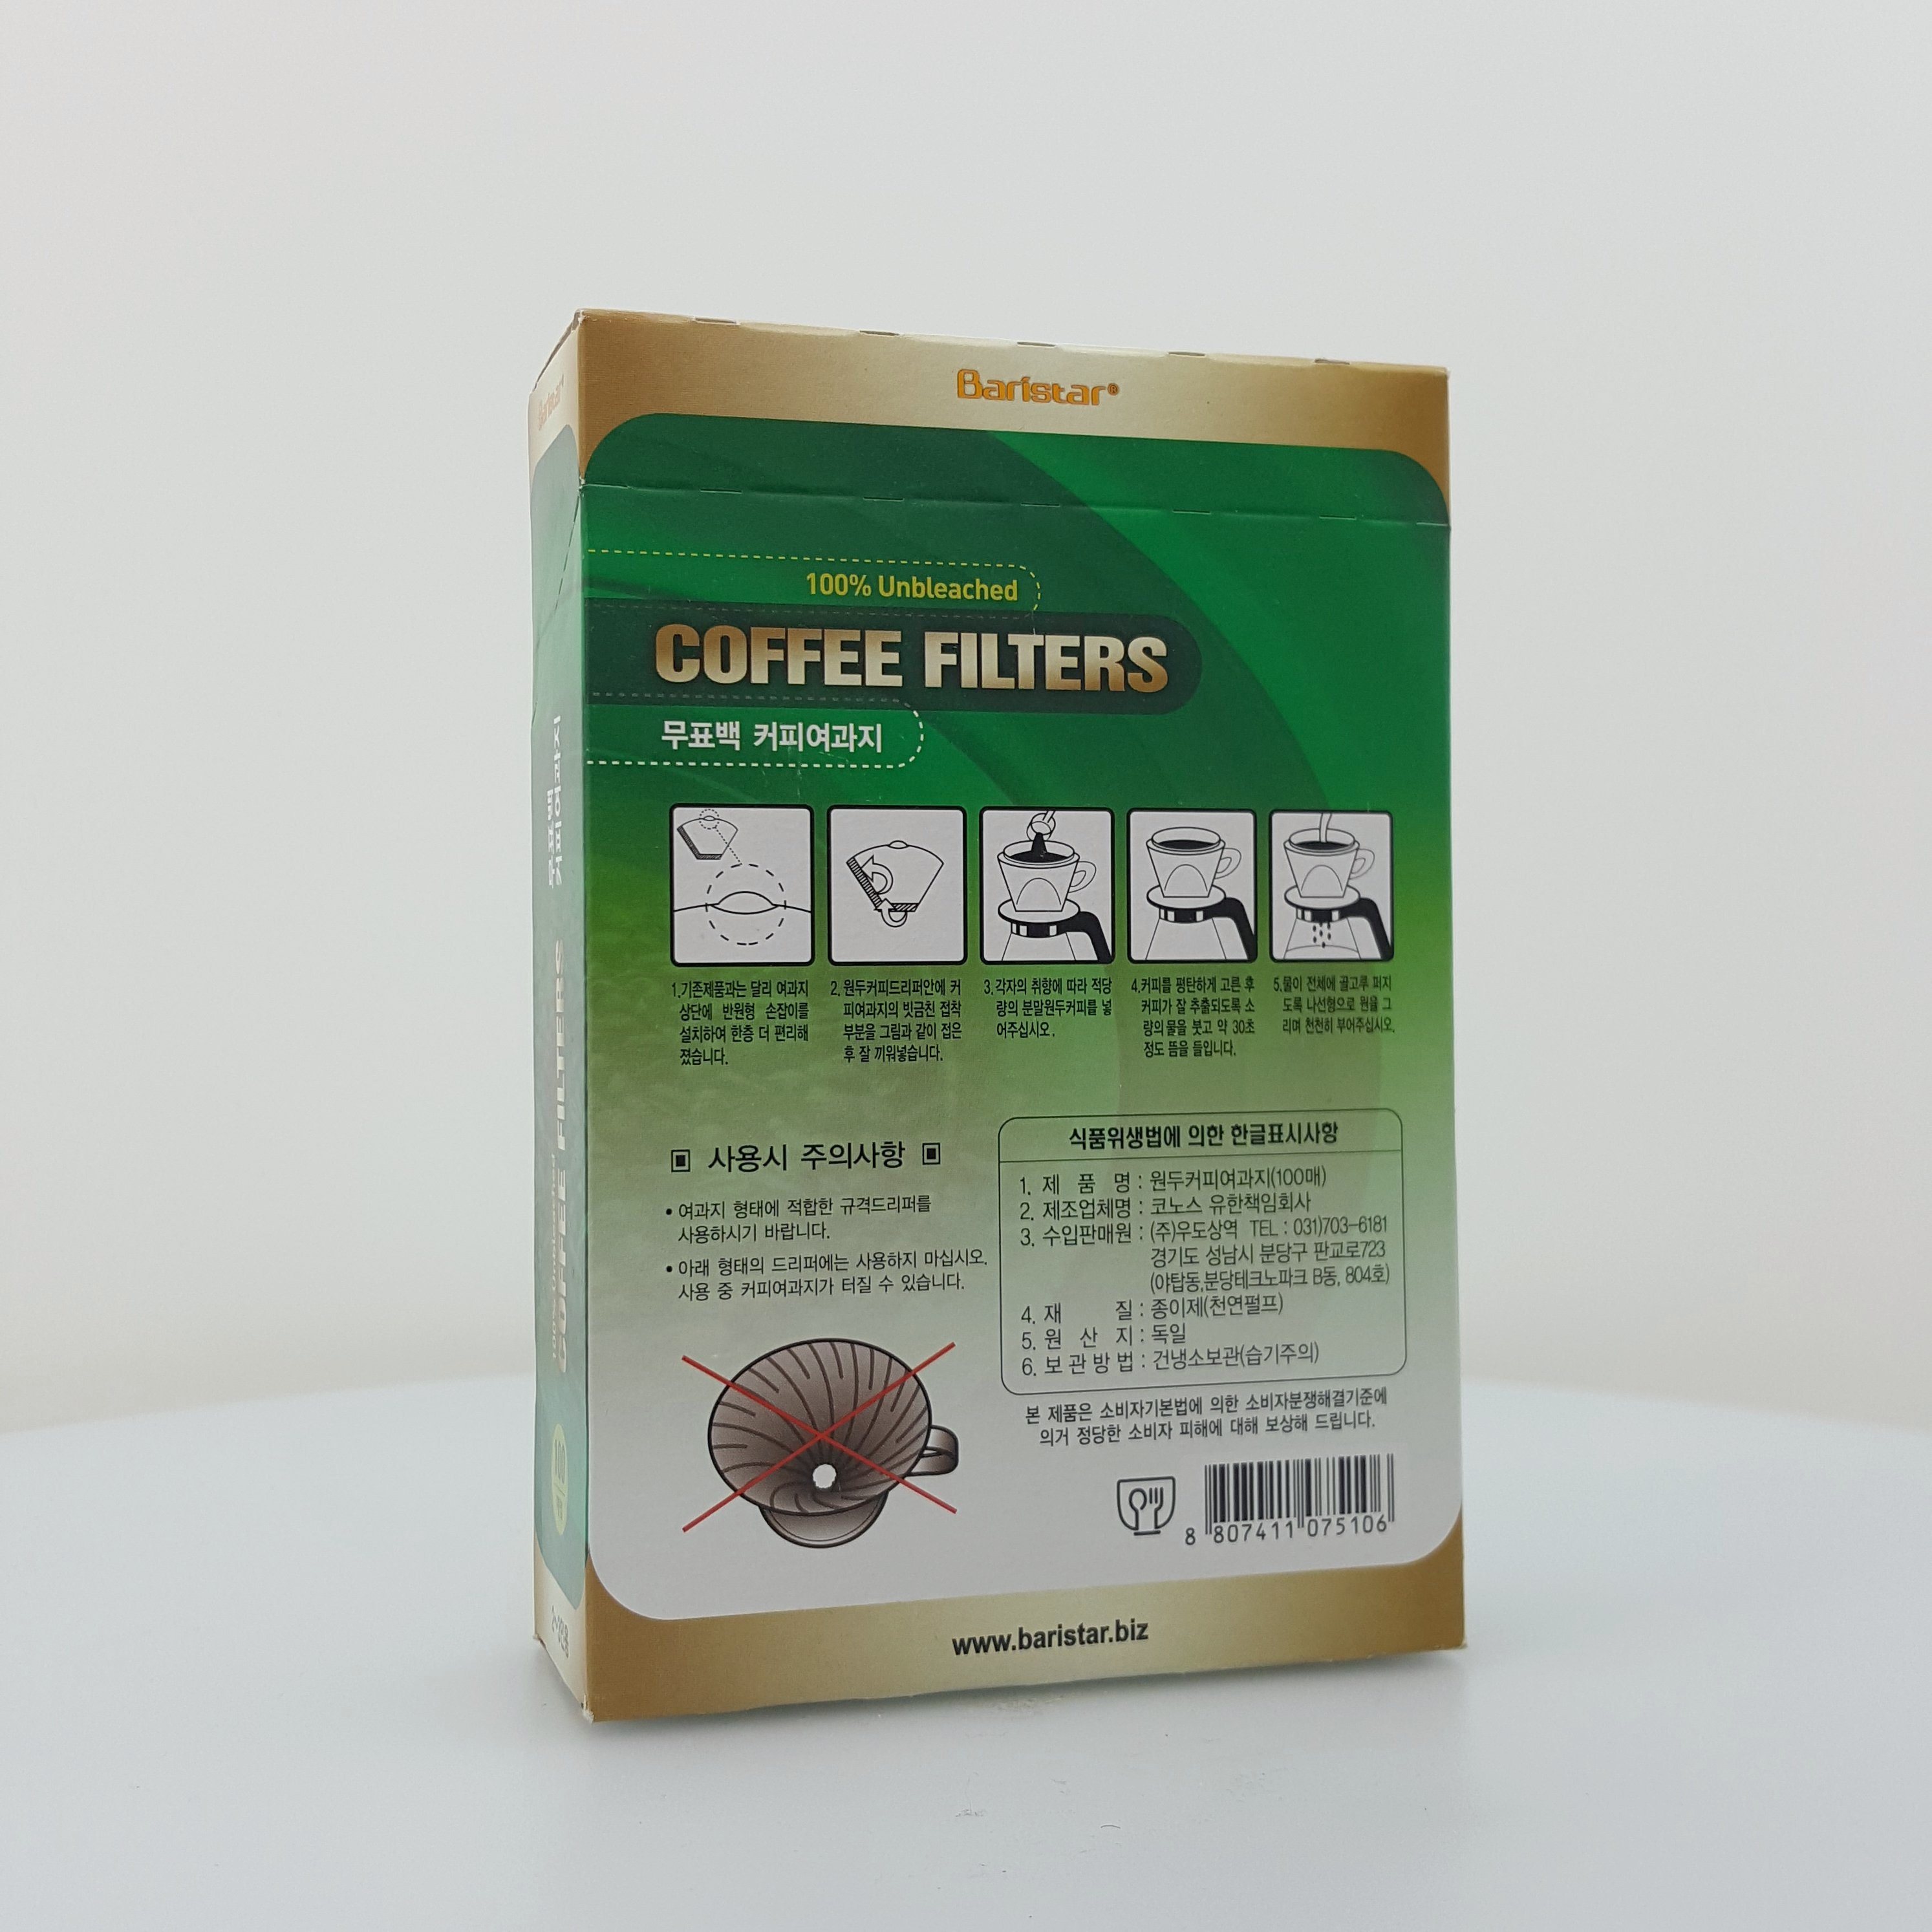 Baristar®
100% Unbleached
COFFEE FILTERS
무표백 커피여과지
1.기존제품과는 달리 여과지
상단에 반원형 손잡이를
설치하여 한층 더 편리해
졌습니다.
2.원두커피드리퍼안에 커
피여과지의 빗금친 접착
부분을 그림과 같이 접은
후 잘 끼워넣습니다.
3.각자의 취향에 따라 적당
량의 분말원두커피를 넣
어주십시오.
4.커피를 평탄하게 고른 후
커피가 잘 추출되도록 소
량의 물을 붓고 약 30초
정도 뜸을 들입니다.
5.물이 전체에 골고루 퍼지
도록 나선형으로 원을 그
리며 천천히 부어주십시오.
▣ 사용시 주의사항 ▣
• 여과지 형태에 적합한 규격드리퍼를
사용하시기 바랍니다.
• 아래 형태의 드리퍼에는 사용하지 마십시오.
사용 중 커피여과지가 터질 수 있습니다.
식품위생법에 의한 한글표시사항
1. 제 품 명 : 원두커피여과지(100매)
2. 제조업체명 : 코노스 유한책임회사
3. 수입판매원 : (주)우도상역 TEL : 031)703-6181
경기도 성남시 분당구 판교로723
(야탑동,분당테크노파크 B동, 804호)
4. 재 질 : 종이제(천연펄프)
5. 원 산 지 : 독일
6. 보관방법 : 건냉소보관(습기주의)
본 제품은 소비자기본법에 의한 소비자분쟁해결기준에
의거 정당한 소비자 피해에 대해 보상해 드립니다.
8 807411 075106
www.baristar.biz
Baristar
무표백
커피여과지
COFFEE FILTERS
100